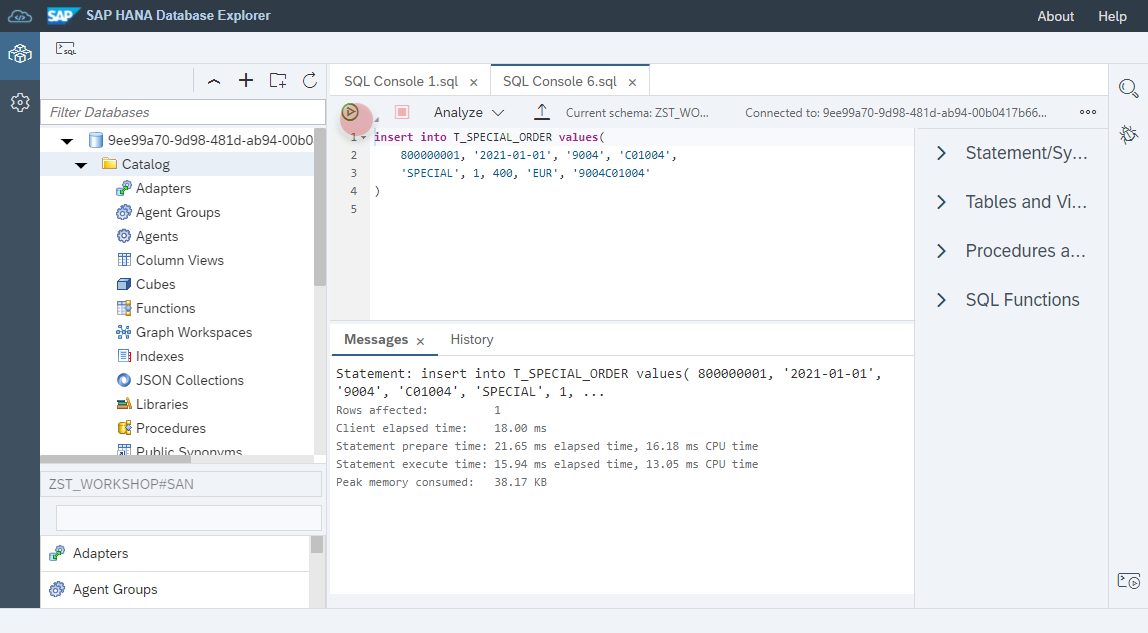 SAP SAP HANA Database Explorer
About Help
SQL
Filter Databases
9ee99a70-9d98-481d-ab94-00b0
Catalog
Adapters
Agent Groups
Agents
Column Views
Cubes
Functions
Graph Workspaces
Indexes
JSON Collections
Libraries
Procedures
Public Synonyms
ZST_WORKSHOP#SAN
Adapters
Agent Groups
SQL Console 1.sql × SQL Console 6.sql ×
Analyze Current schema: ZST_WO... Connected to: 9ee99a70-9d98-481d-ab94-00b0417b66...
1 insert into T_SPECIAL_ORDER values(
2 800000001, '2021-01-01', '9004', 'C01004',
3 'SPECIAL', 1, 400, 'EUR', '9004C01004'
4 )
5
Messages × History
Statement: insert into T_SPECIAL_ORDER values( 800000001, '2021-01-01',
'9004', 'C01004', 'SPECIAL', 1, ...
Rows affected: 1
Client elapsed time: 18.00 ms
Statement prepare time: 21.65 ms elapsed time, 16.18 ms CPU time
Statement execute time: 15.94 ms elapsed time, 13.05 ms CPU time
Peak memory consumed: 38.17 KB
Statement/Sy...
Tables and Vi...
Procedures a...
SQL Functions